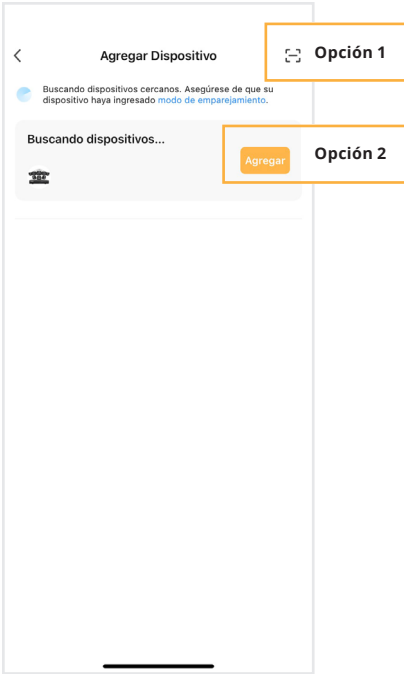 Agregar Dispositivo
Opción 1
Buscando dispositivos cercanos. Asegúrese de que su
dispositivo haya ingresado modo de emparejamiento.
Buscando dispositivos...
Agregar
Opción 2